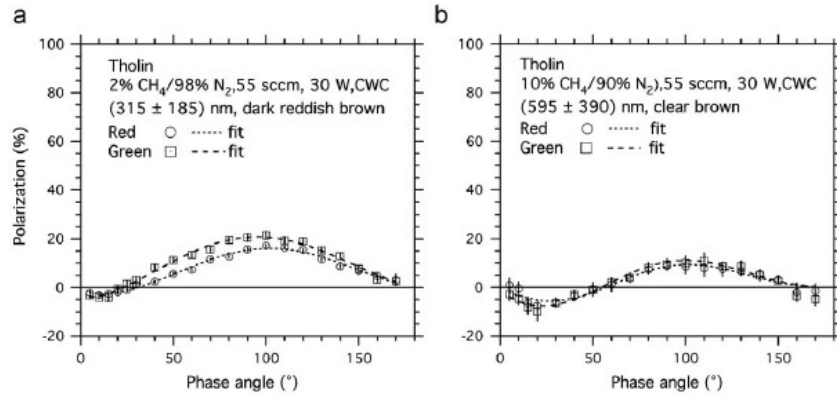 a
Tholin
2% CH4/98% N2,55 sccm, 30 W,CWC
(315 ± 185) nm, dark reddish brown
Red fit
Green fit
100
80
60
40
20
0
-20
Polarization (%)
0 50 100 150
Phase angle (°)
b
Tholin
10% CH4/90% N2),55 sccm, 30 W,CWC
(595 ± 390) nm, clear brown
Red fit
Green fit
100
80
60
40
20
0
-20
0 50 100 150
Phase angle (°)